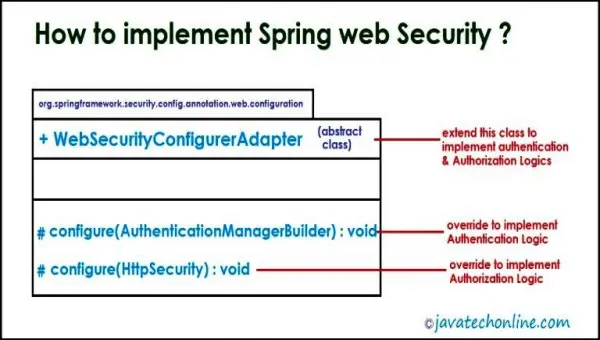 How to implement Spring web Security ?
org.springframework.security.config.annotation.web.configuration
+ WebSecurityConfigurerAdapter
(abstract
class)
extend this class to
implement authentication
& Authorization Logics
# configure(AuthenticationManagerBuilder) : void
override to implement
Authentication Logic
# configure(HttpSecurity) : void
override to implement
Authorization Logic
©javatechonline.com